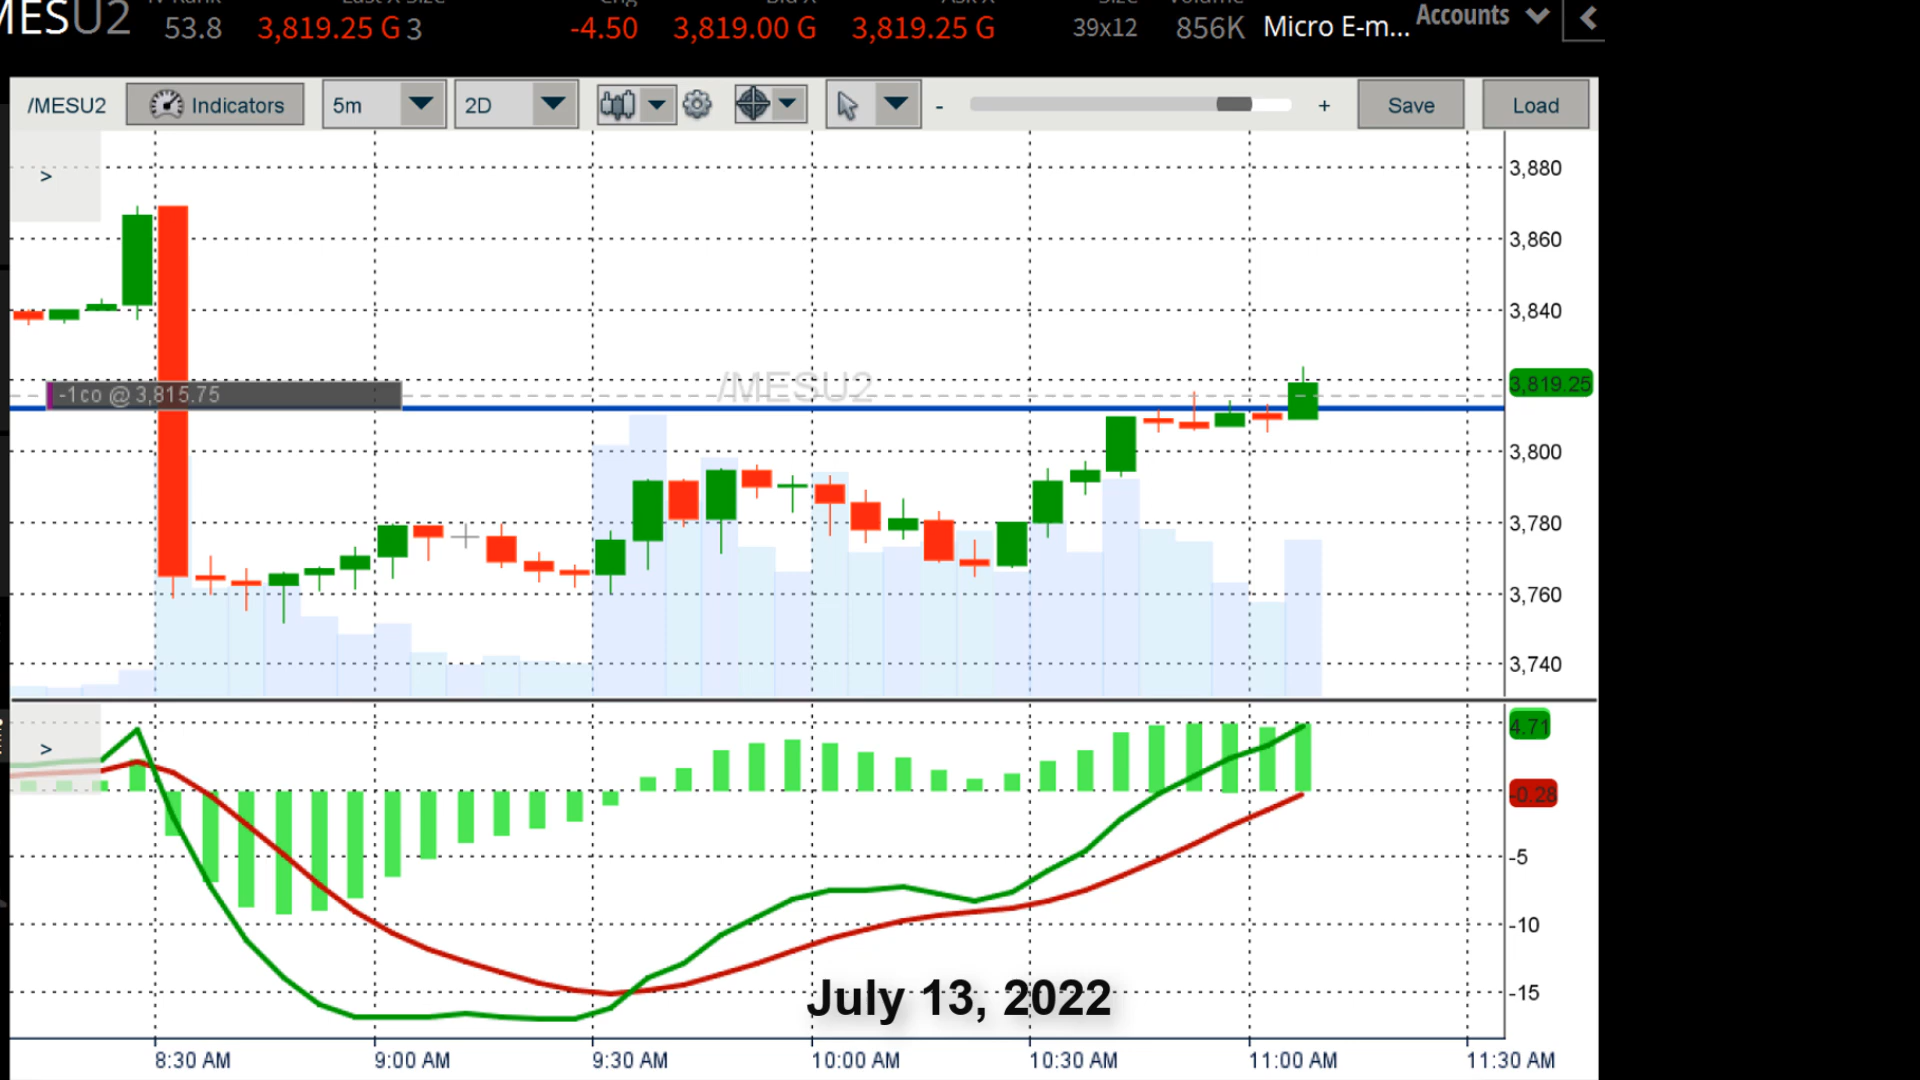 MESU2 53.8 3,819.25 G 3 -4.50 3,819.00 G 3,819.25 G 39x12 856K Micro E-m... Accounts
/MESU2 Indicators 5m 2D - + Save Load
>
3,880
3,860
3,840
3,819.25
/MESU2
-1co @ 3,815.75
3,800
3,780
3,760
3,740
>
4.71
-0.28
-5
-10
-15
July 13, 2022
8:30 AM 9:00 AM 9:30 AM 10:00 AM 10:30 AM 11:00 AM 11:30 AM